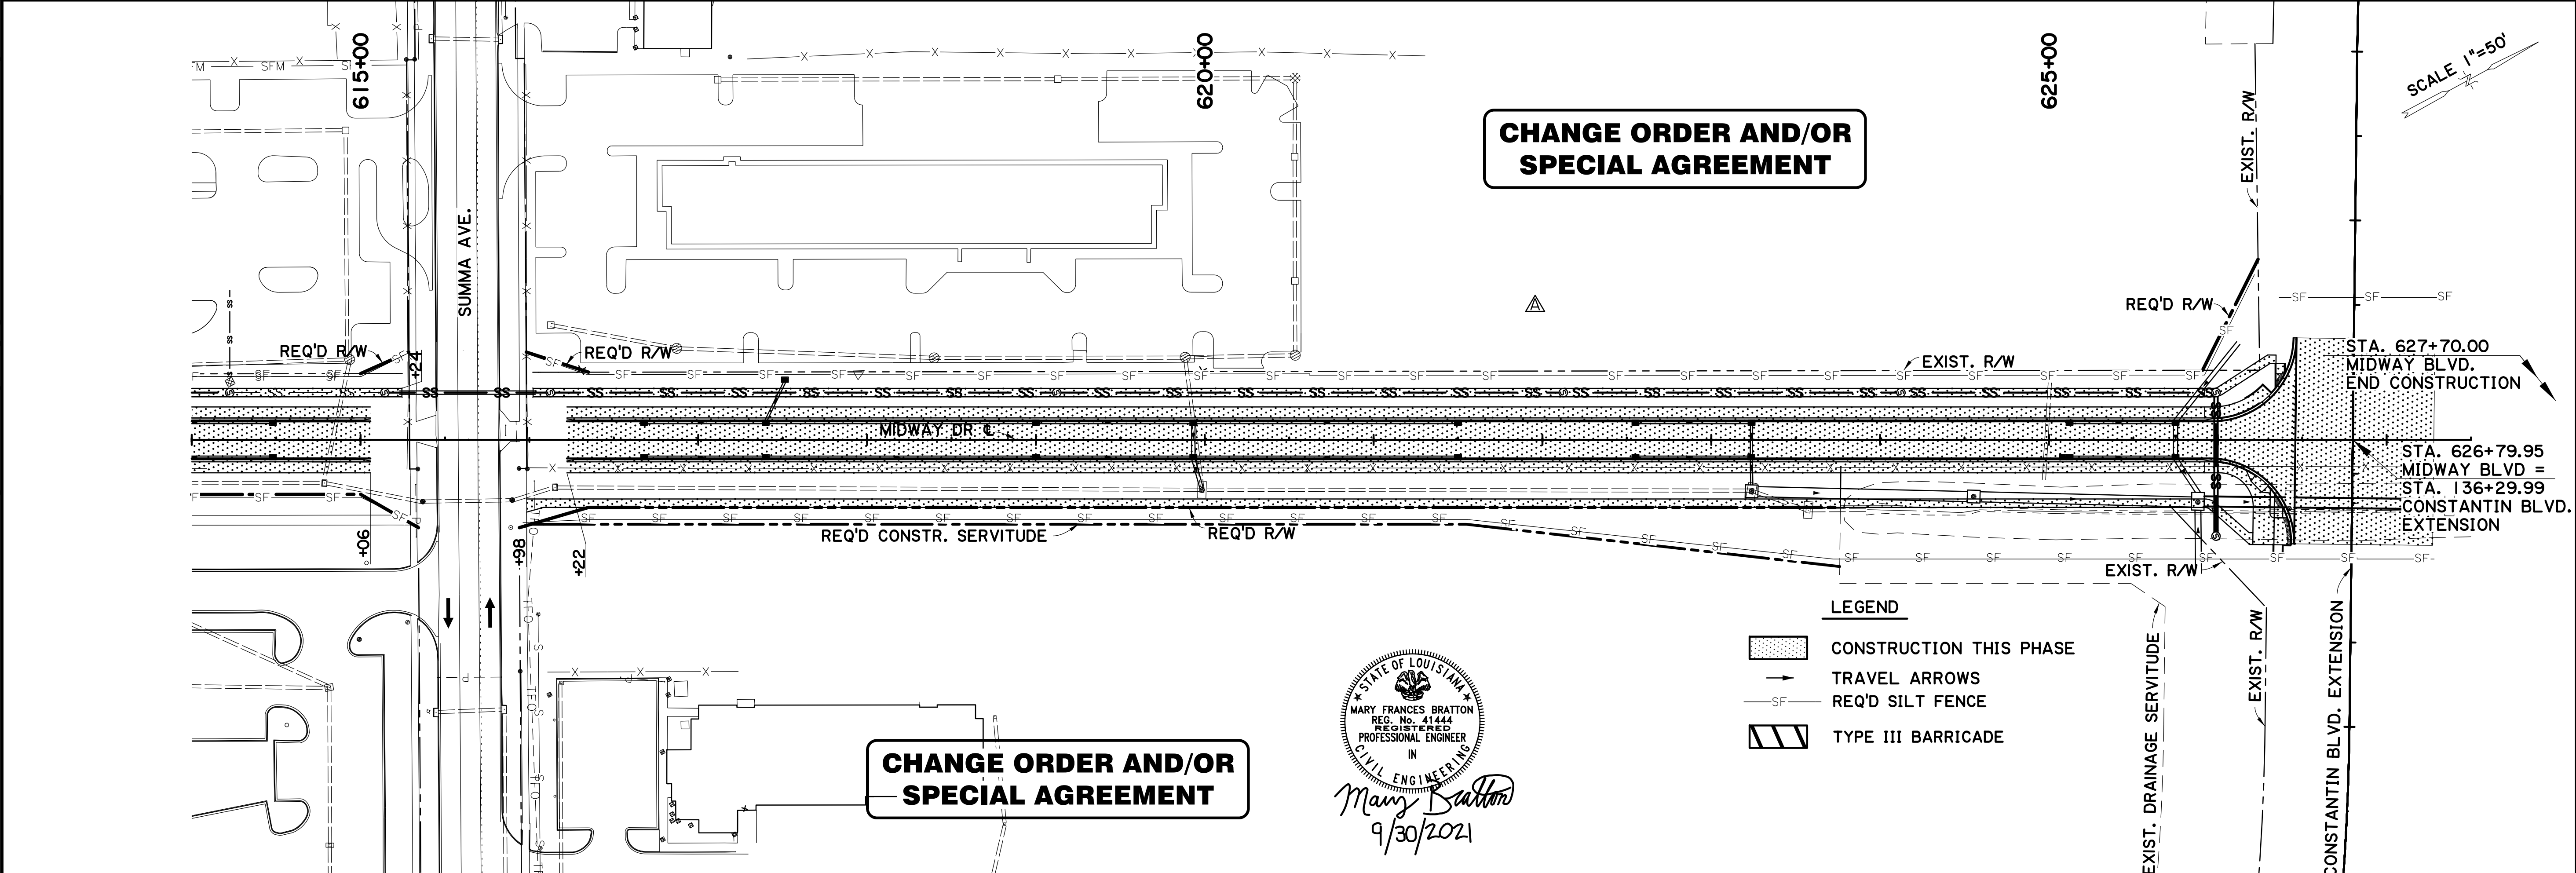 615+00
620+00
625+00
SCALE 1"=50'
SFM
CHANGE ORDER AND/OR
SPECIAL AGREEMENT
EXIST. R/W
SUMMA AVE.
A
REQ'D R/W
+24
REQ'D R/W
REQ'D R/W
EXIST. R/W
STA. 627+70.00
MIDWAY BLVD.
END CONSTRUCTION
MIDWAY DR ℄
STA. 626+79.95
MIDWAY BLVD =
STA. 136+29.99
CONSTANTIN BLVD.
EXTENSION
+06
+98
+22
REQ'D CONSTR. SERVITUDE
REQ'D R/W
EXIST. R/W
LEGEND
CONSTRUCTION THIS PHASE
TRAVEL ARROWS
SF REQ'D SILT FENCE
TYPE III BARRICADE
EXIST. DRAINAGE SERVITUDE
EXIST. R/W
CONSTANTIN BLVD. EXTENSION
STATE OF LOUISIANA
MARY FRANCES BRATTON
REG. No. 41444
REGISTERED
PROFESSIONAL ENGINEER
IN
CIVIL ENGINEERING
Mary Bratton
9/30/2021
CHANGE ORDER AND/OR
SPECIAL AGREEMENT